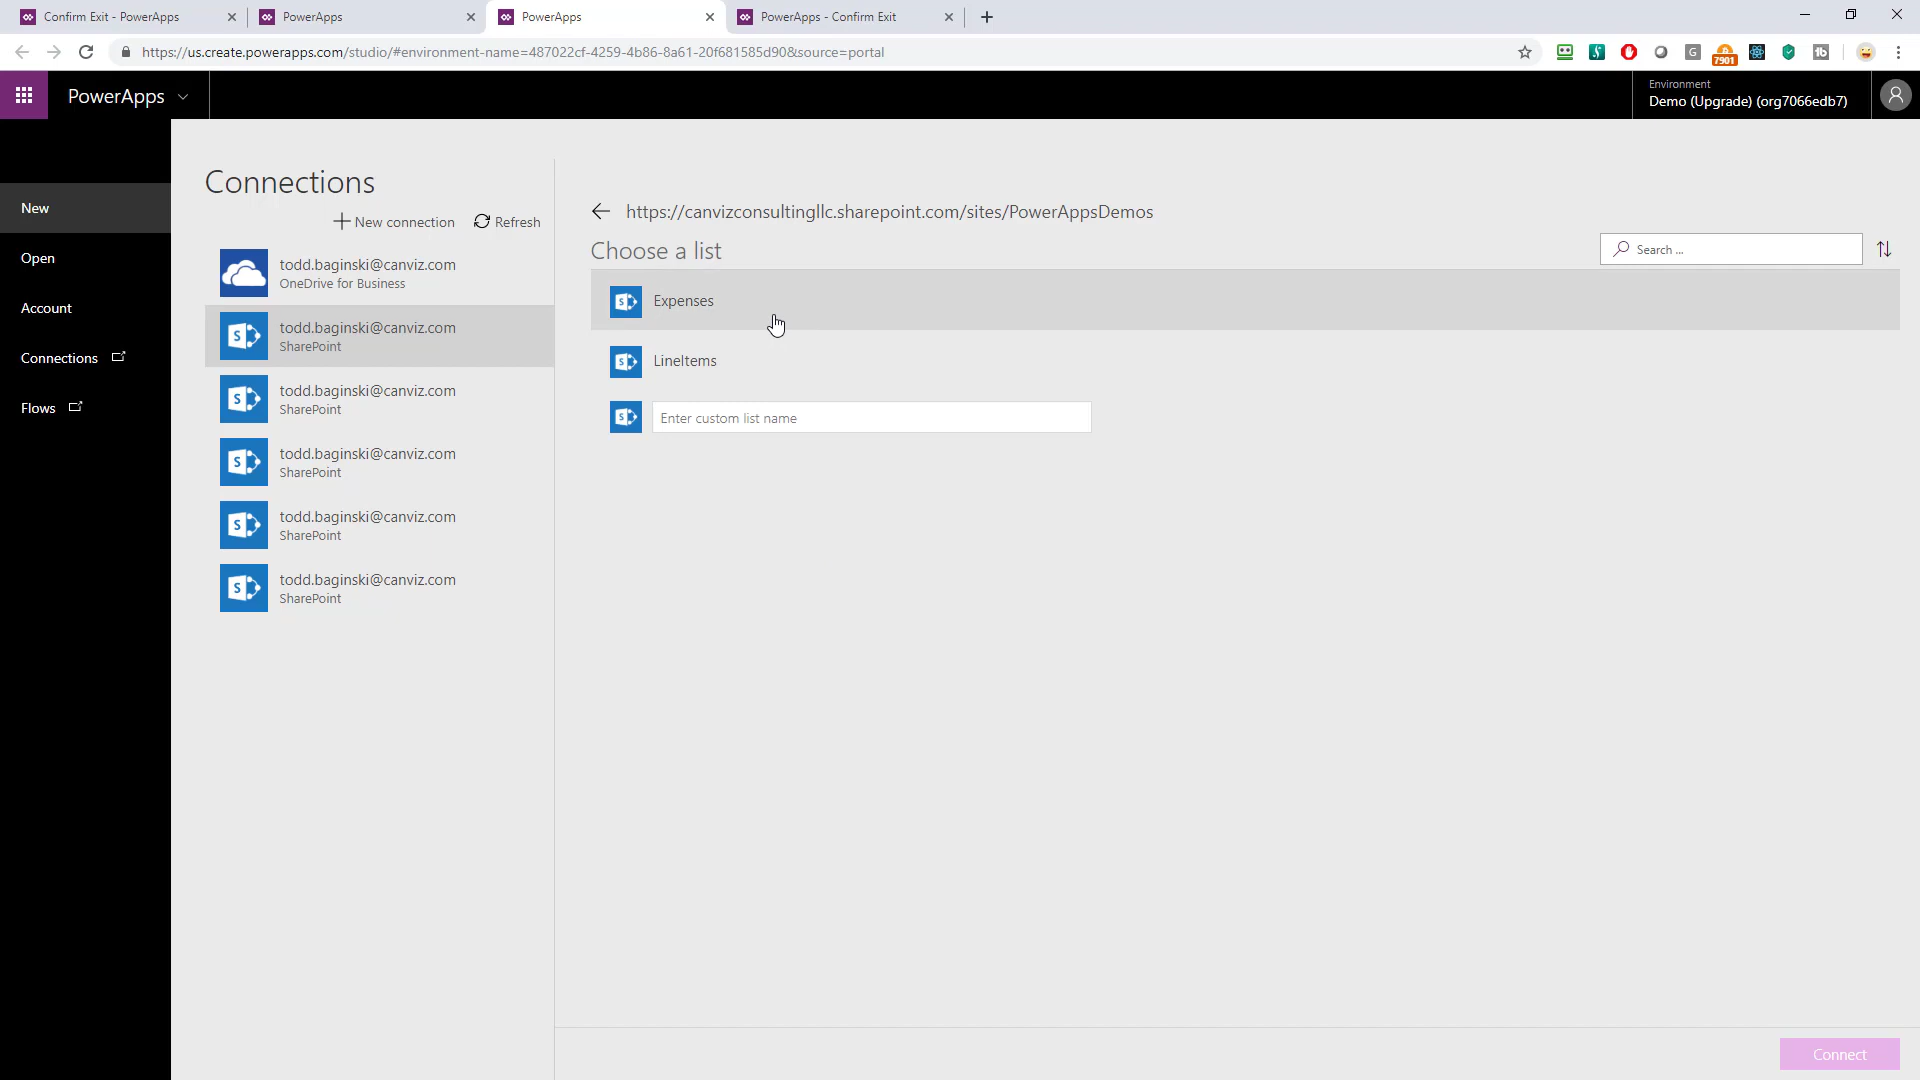 Confirm Exit - PowerApps
PowerApps
PowerApps
PowerApps - Confirm Exit
https://us.create.powerapps.com/studio/#environment-name=487022cf-4259-4b86-8a61-20f681585d90&source=portal
G
7901
tb
PowerApps
Environment
Demo (Upgrade) (org7066edb7)
New
Open
Account
Connections
Flows
Connections
New connection
Refresh
todd.baginski@canviz.com
OneDrive for Business
todd.baginski@canviz.com
SharePoint
todd.baginski@canviz.com
SharePoint
todd.baginski@canviz.com
SharePoint
todd.baginski@canviz.com
SharePoint
todd.baginski@canviz.com
SharePoint
https://canvizconsultingllc.sharepoint.com/sites/PowerAppsDemos
Choose a list
Search ...
Expenses
LineItems
Enter custom list name
Connect